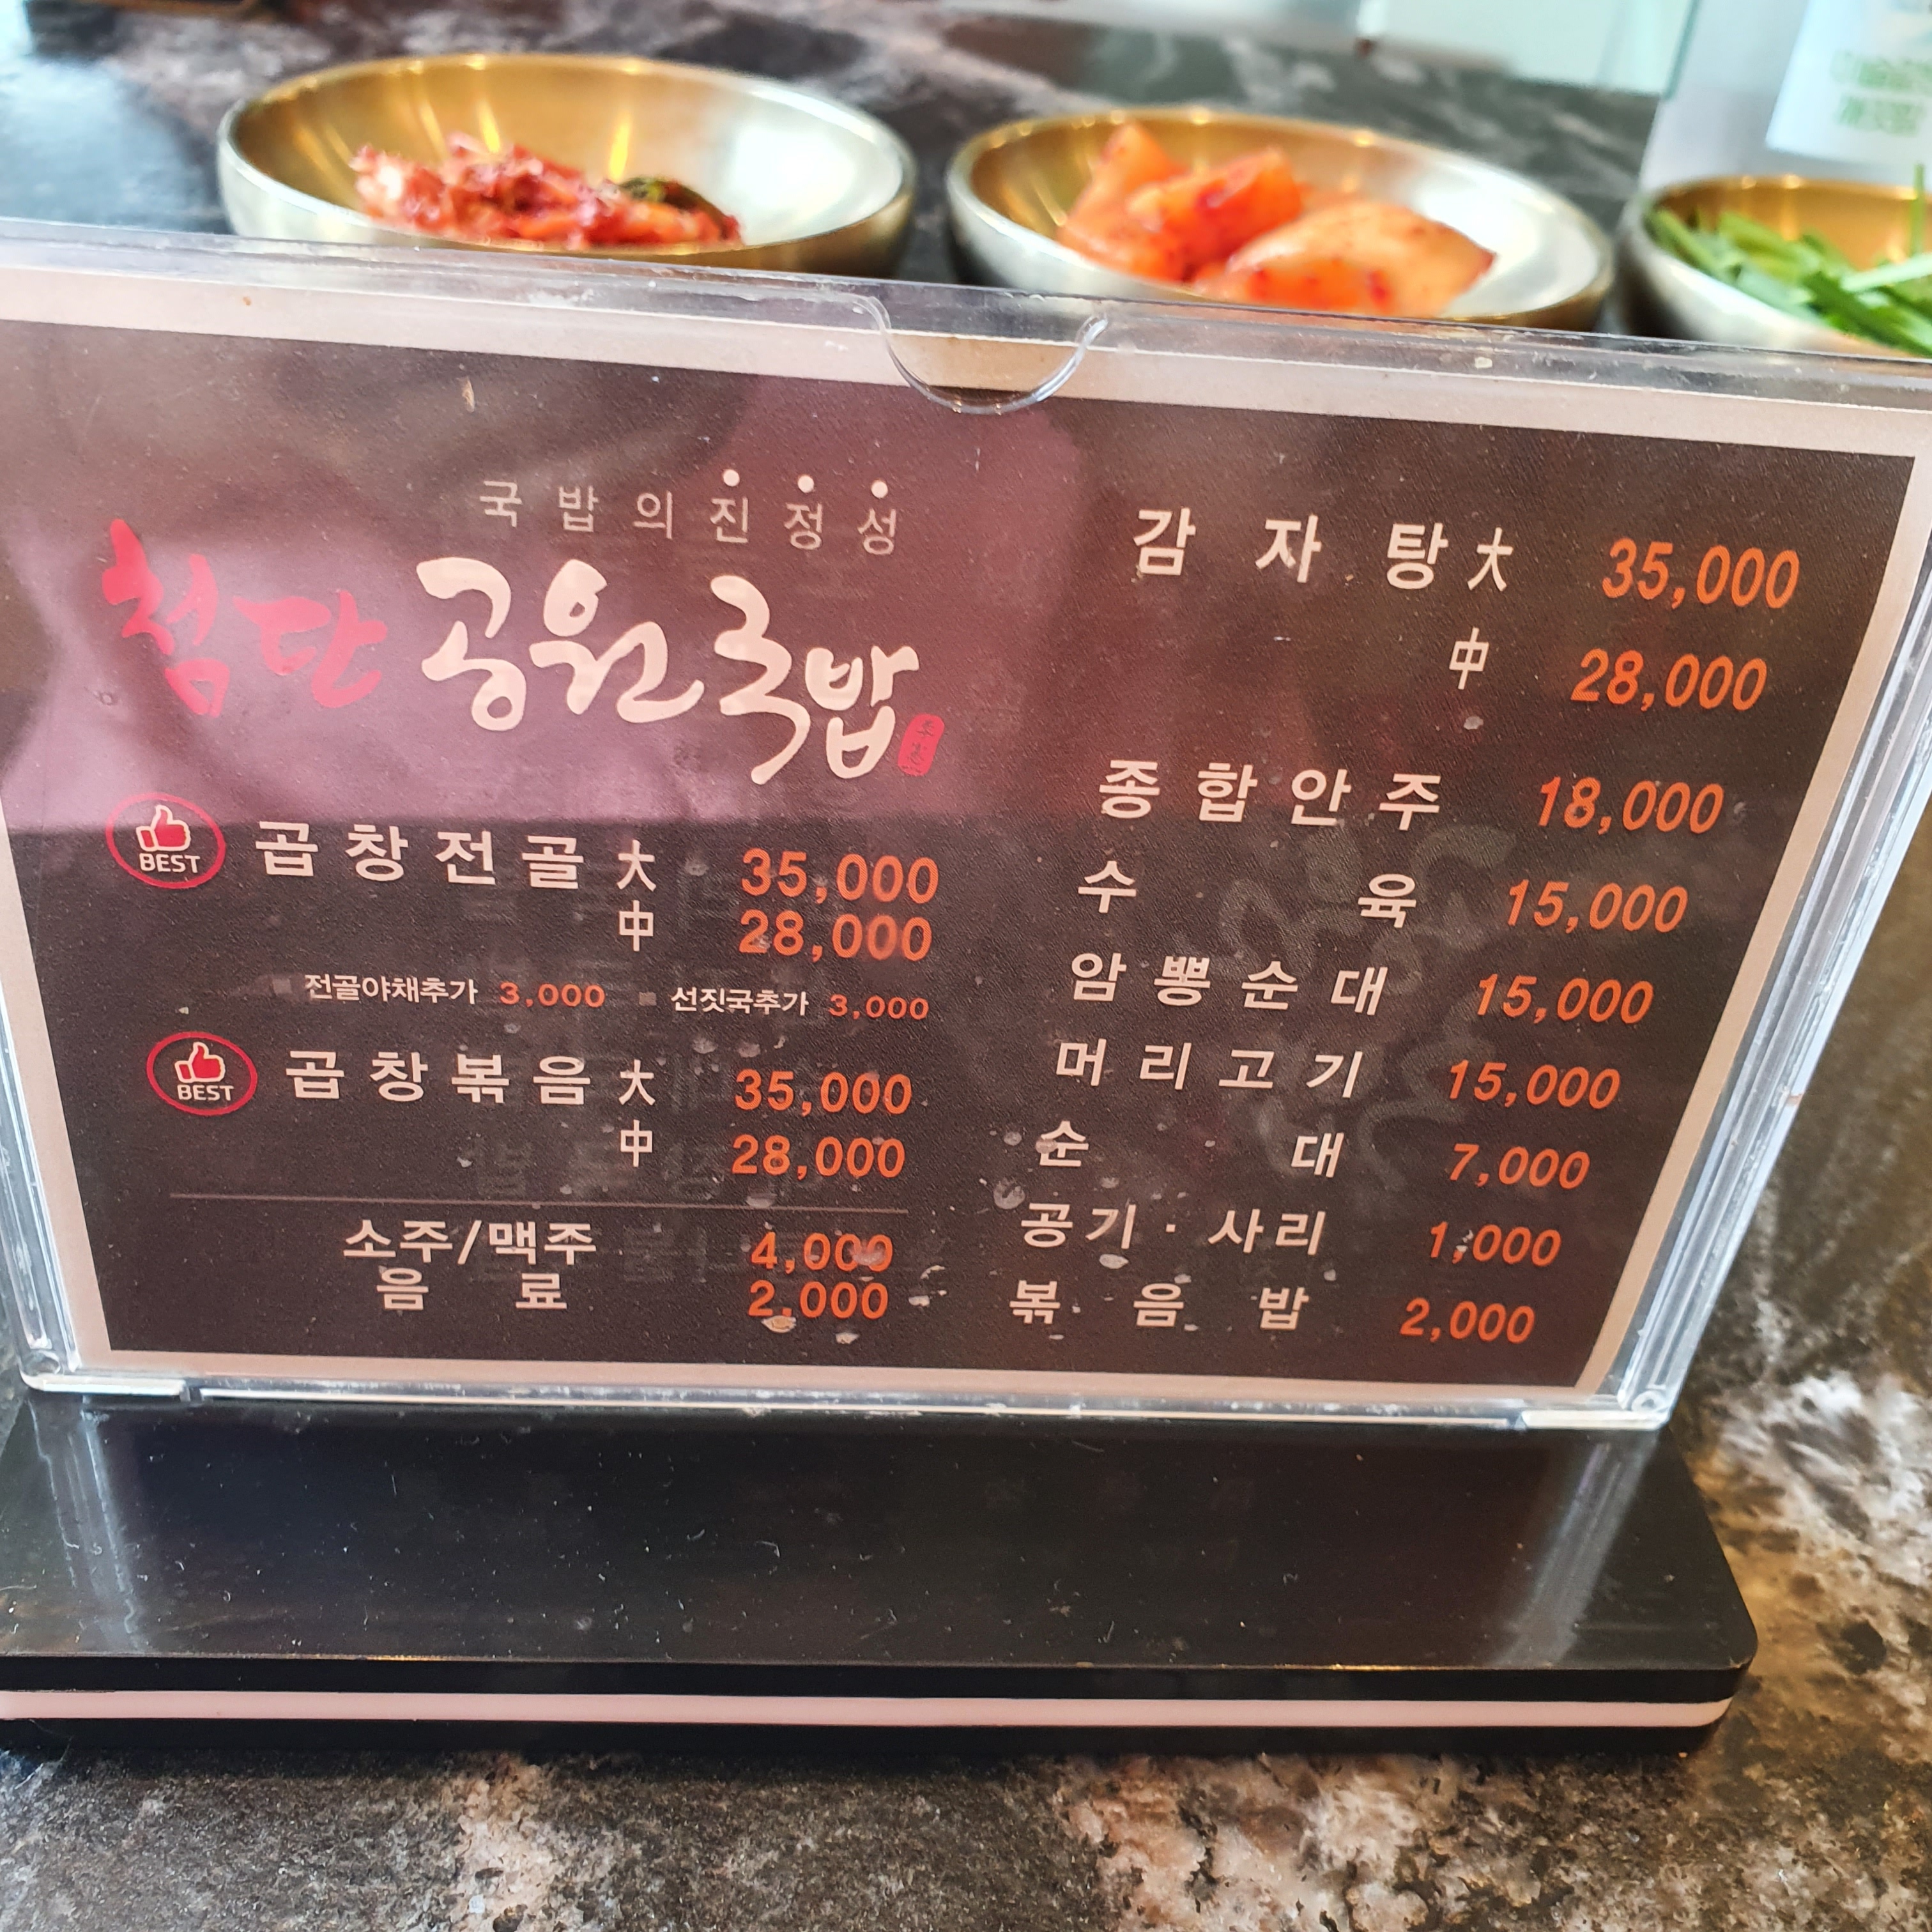 국밥의진정성
첨단 공원국밥
BEST 곱창전골 大 35,000
中 28,000
전골야채추가 3,000 선짓국추가 3,000
BEST 곱창볶음 大 35,000
中 28,000
소주/맥주 4,000
음료 2,000
감자탕 大 35,000
中 28,000
종합안주 18,000
수육 15,000
암뽕순대 15,000
머리고기 15,000
순대 7,000
공기·사리 1,000
볶음밥 2,000